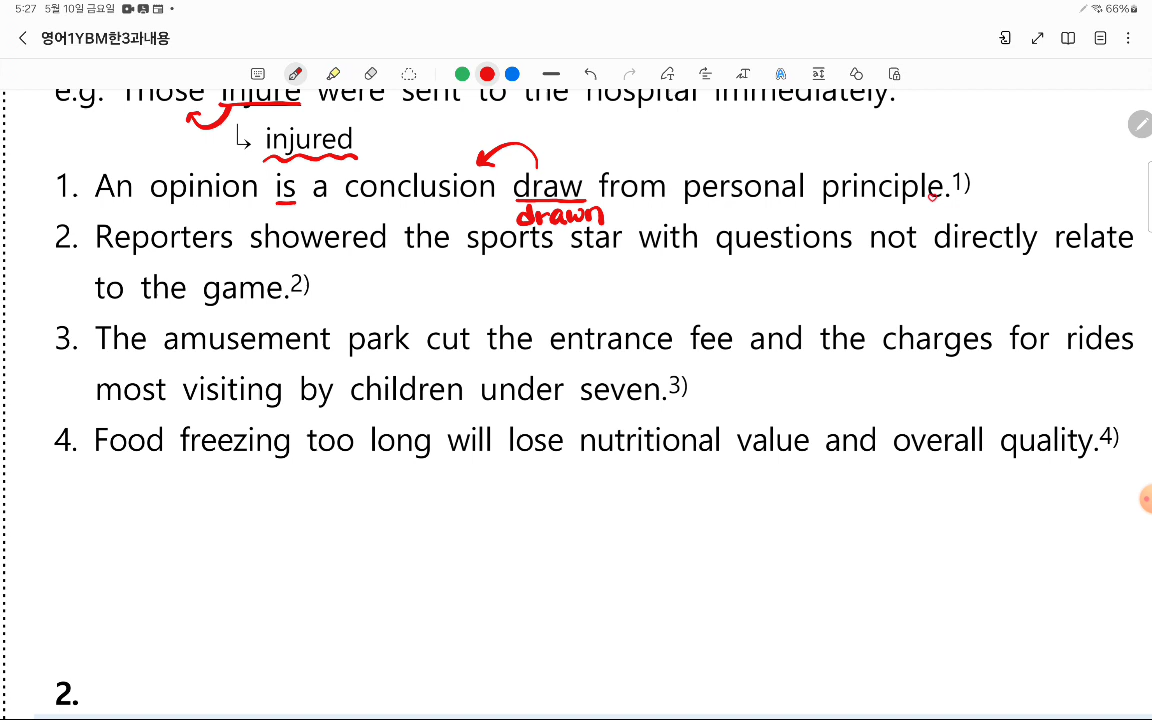 5:27 5월 10일 금요일 66%
영어1YBM한3과내용
e.g. Those injure were sent to the hospital immediately.
↳ injured
1. An opinion is a conclusion draw from personal principle.1)
drawn
2. Reporters showered the sports star with questions not directly relate
to the game.2)
3. The amusement park cut the entrance fee and the charges for rides
most visiting by children under seven.3)
4. Food freezing too long will lose nutritional value and overall quality.4)
2.